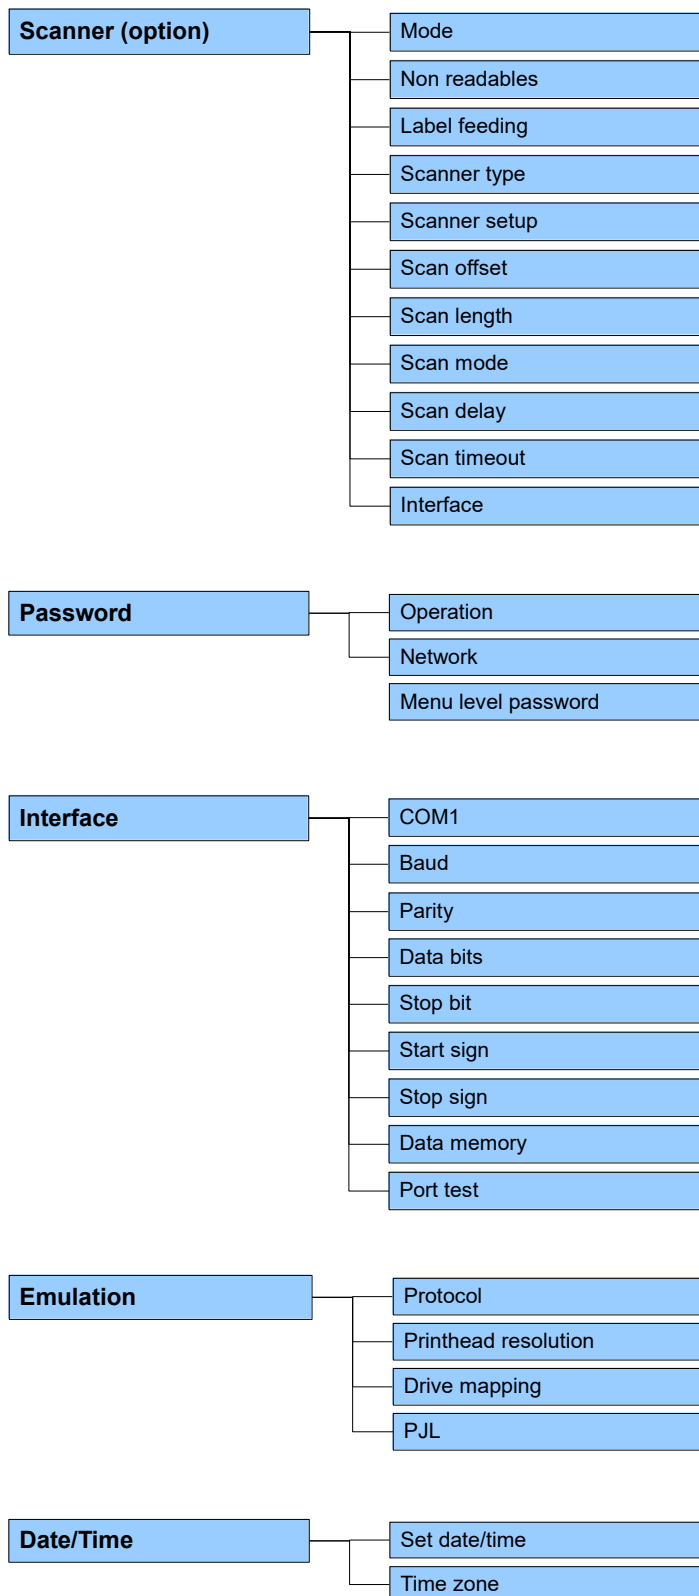 Scanner (option)
Mode
Non readables
Label feeding
Scanner type
Scanner setup
Scan offset
Scan length
Scan mode
Scan delay
Scan timeout
Interface
Password
Operation
Network
Menu level password
Interface
COM1
Baud
Parity
Data bits
Stop bit
Start sign
Stop sign
Data memory
Port test
Emulation
Protocol
Printhead resolution
Drive mapping
PJL
Date/Time
Set date/time
Time zone